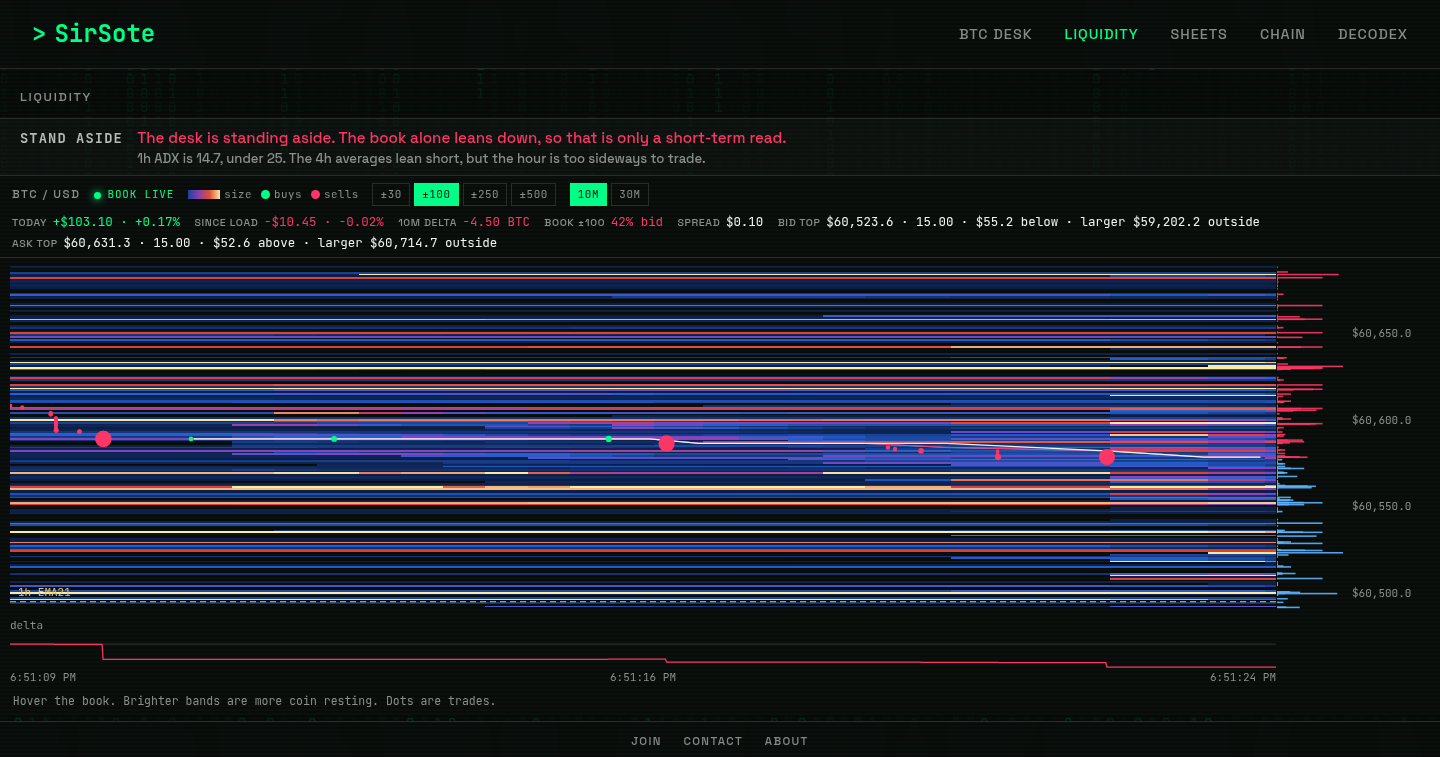 > SirSote
BTC DESK LIQUIDITY SHEETS CHAIN DECODEX
LIQUIDITY
STAND ASIDE The desk is standing aside. The book alone leans down, so that is only a short-term read.
1h ADX is 14.7, under 25. The 4h averages lean short, but the hour is too sideways to trade.
BTC / USD BOOK LIVE size buys sells ±30 ±100 ±250 ±500 10M 30M
TODAY +$103.10 · +0.17% SINCE LOAD -$10.45 · -0.02% 10M DELTA -4.50 BTC BOOK ±100 42% bid SPREAD $0.10 BID TOP $60,523.6 · 15.00 · $55.2 below · larger $59,202.2 outside
ASK TOP $60,631.3 · 15.00 · $52.6 above · larger $60,714.7 outside
$60,650.0
$60,600.0
$60,550.0
1h EMA21
$60,500.0
delta
6:51:09 PM 6:51:16 PM 6:51:24 PM
Hover the book. Brighter bands are more coin resting. Dots are trades.
JOIN CONTACT ABOUT